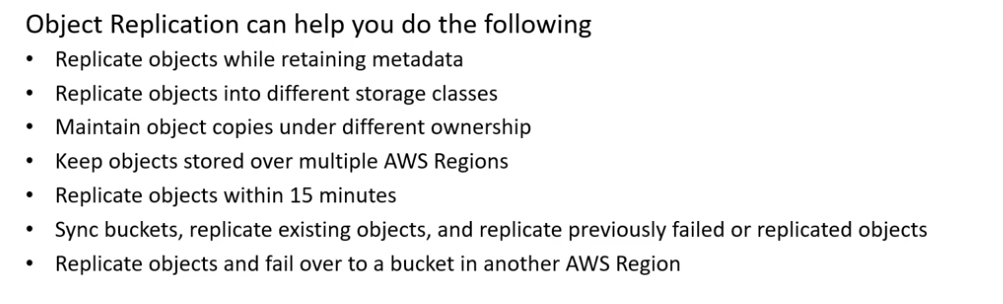 Object Replication can help you do the following
• Replicate objects while retaining metadata
• Replicate objects into different storage classes
• Maintain object copies under different ownership
• Keep objects stored over multiple AWS Regions
• Replicate objects within 15 minutes
• Sync buckets, replicate existing objects, and replicate previously failed or replicated objects
• Replicate objects and fail over to a bucket in another AWS Region